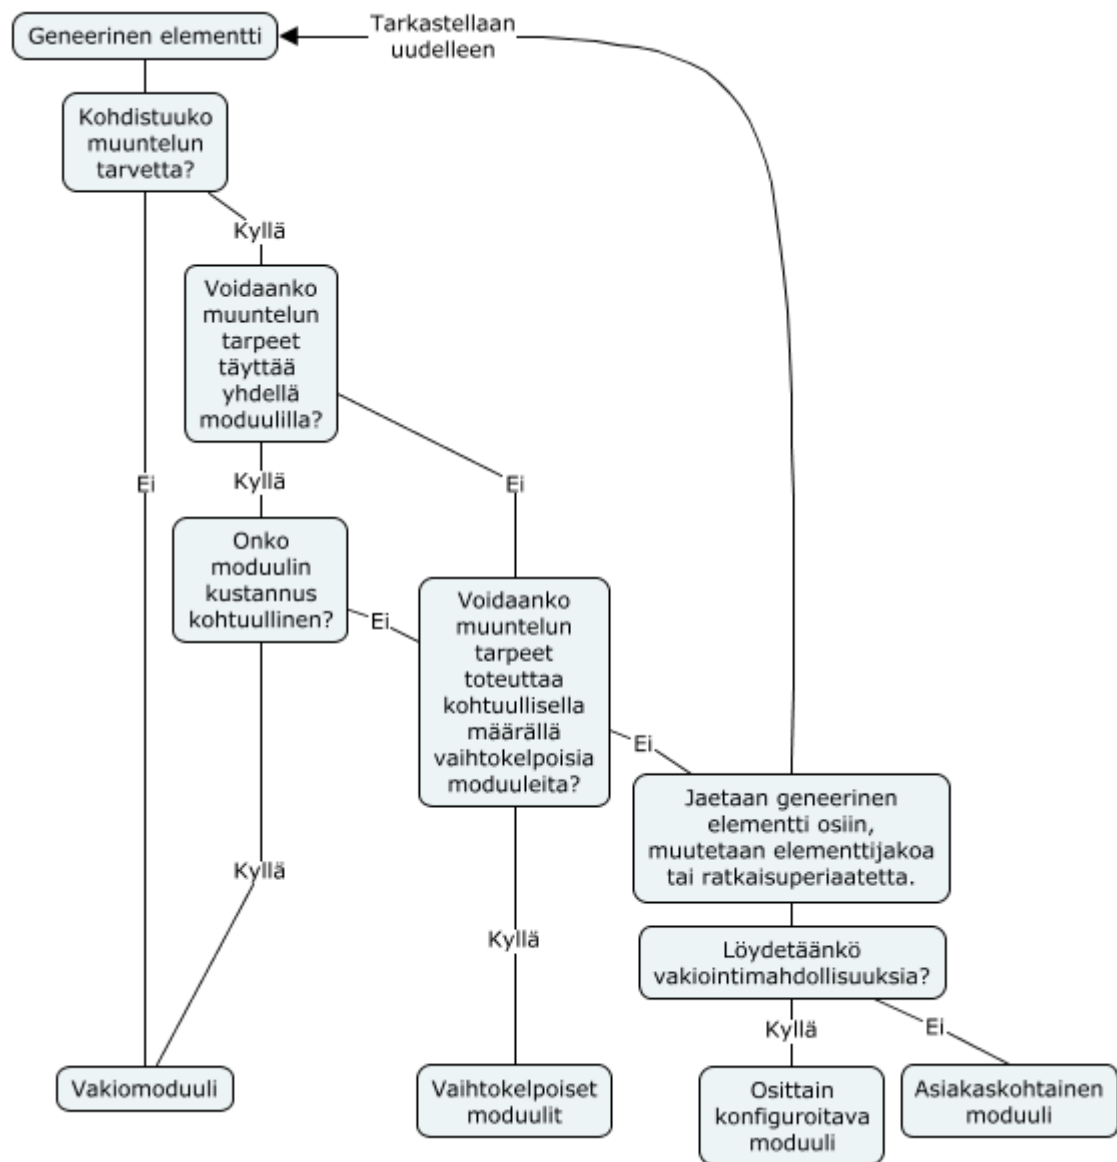 Geneerinen elementti
Tarkastellaan
uudelleen
Kohdistuuko
muuntelun
tarvetta?
Kyllä
Voidaanko
muuntelun
tarpeet
täyttää
yhdellä
moduulilla?
Ei
Kyllä
Ei
Onko
moduulin
kustannus
kohtuullinen?
Ei
Voidaanko
muuntelun
tarpeet
toteuttaa
kohtuullisella
määrällä
vaihtokelpoisia
moduuleita?
Ei
Jaetaan geneerinen
elementti osiin,
muutetaan elementtijakoa
tai ratkaisuperiaatetta.
Kyllä
Kyllä
Löydetäänkö
vakiointimahdollisuuksia?
Kyllä
Ei
Vakiomoduuli
Vaihtokelpoiset
moduulit
Osittain
konfiguroitava
moduuli
Asiakaskohtainen
moduuli